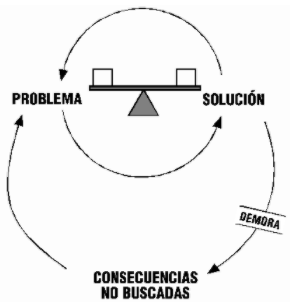 PROBLEMA
SOLUCIÓN
DEMORA
CONSECUENCIAS
NO BUSCADAS